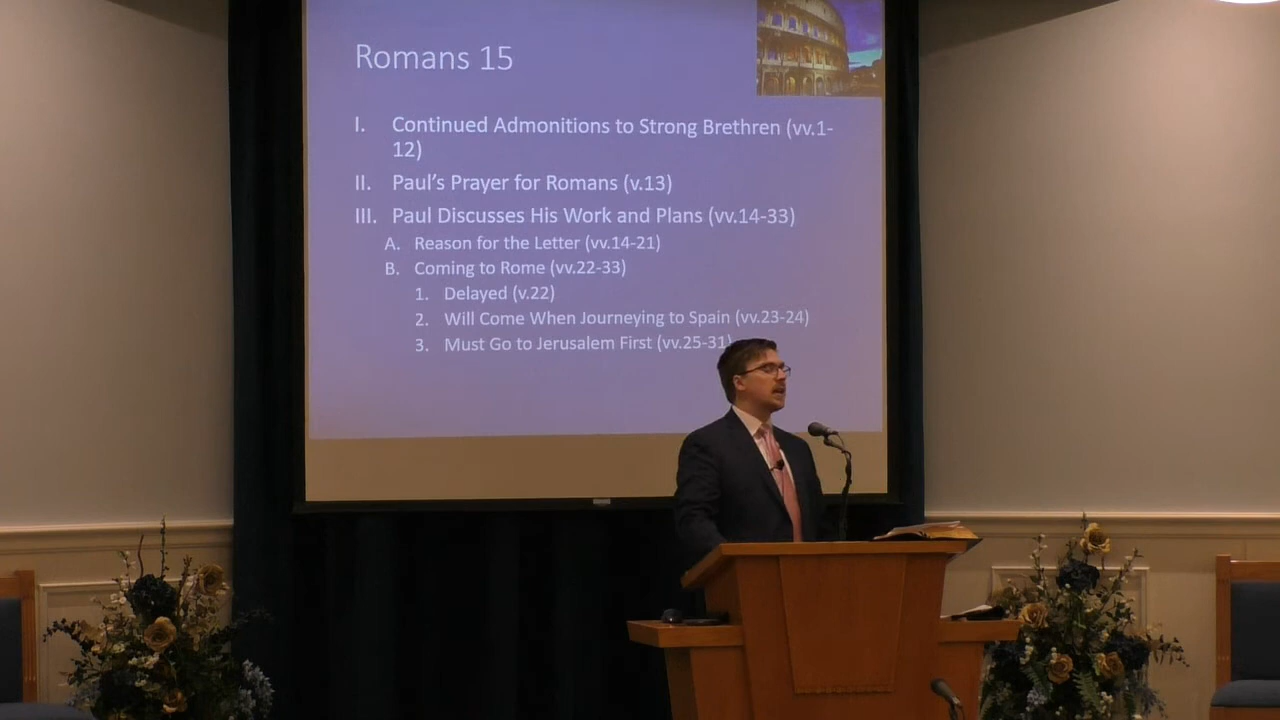 Romans 15
I. Continued Admonitions to Strong Brethren (vv.1-
12)
II. Paul's Prayer for Romans (v.13)
III. Paul Discusses His Work and Plans (vv.14-33)
A. Reason for the Letter (vv.14-21)
B. Coming to Rome (vv.22-33)
1. Delayed (v.22)
2. Will Come When Journeying to Spain (vv.23-24)
3. Must Go to Jerusalem First (vv.25-31)